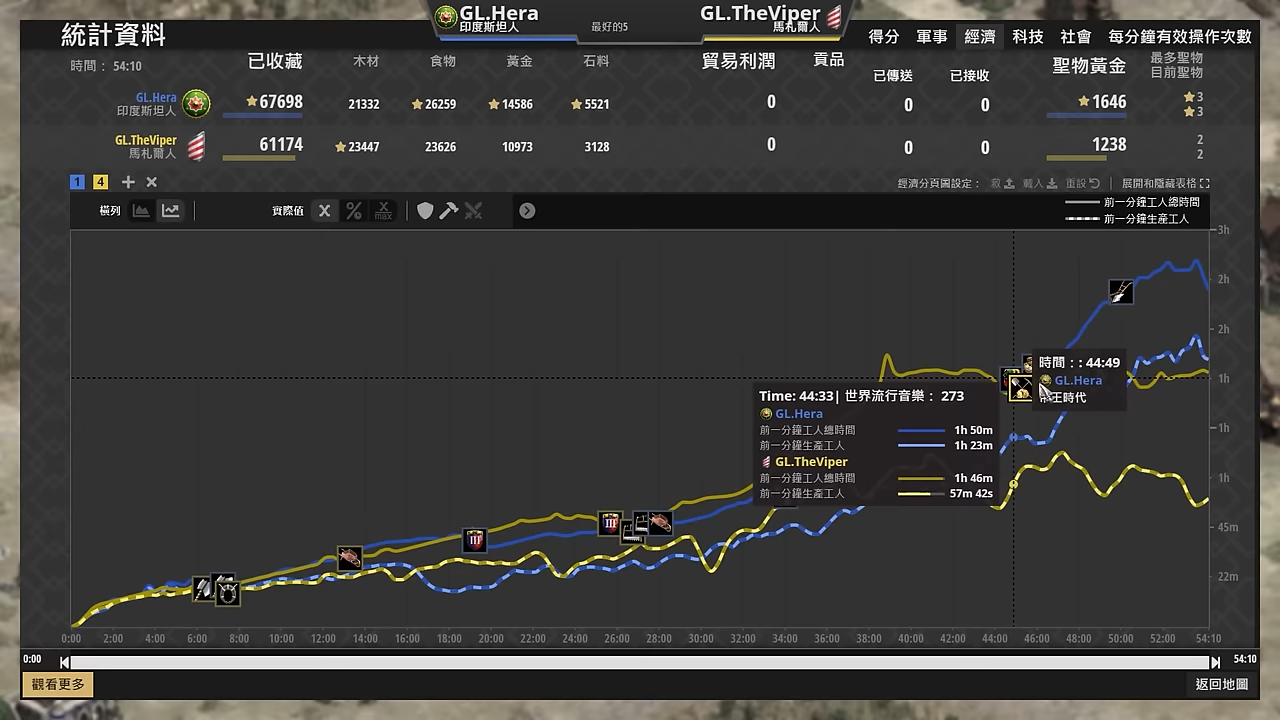 GL.Hera
印度斯坦人
最好的5
GL.TheViper
馬札爾人
統計資料
得分 軍事 經濟 科技 社會 每分鐘有效操作次數
時間： 54:10
已收藏 木材 食物 黃金 石料 貿易利潤 貢品 已傳送 已接收 聖物黃金 最多聖物
目前聖物
GL.Hera
印度斯坦人
67698 21332 26259 14586 5521 0 0 0 1646 3
3
GL.TheViper
馬札爾人
61174 23447 23626 10973 3128 0 0 0 1238 2
2
1 4
經濟分頁圖設定： 載入 重設 | 展開和隱藏表格
橫列 實際值 X % X max
前一分鐘工人總時間
前一分鐘生產工人
3h
2h
2h
1h
1h
1h
45m
22m
時間：: 44:49
GL.Hera
王時代
Time: 44:33| 世界流行音樂： 273
GL.Hera
前一分鐘工人總時間 1h 50m
前一分鐘生產工人 1h 23m
GL.TheViper
前一分鐘工人總時間 1h 46m
前一分鐘生產工人 57m 42s
0:00 2:00 4:00 6:00 8:00 10:00 12:00 14:00 16:00 18:00 20:00 22:00 24:00 26:00 28:00 30:00 32:00 34:00 36:00 38:00 40:00 42:00 44:00 46:00 48:00 50:00 52:00 54:10
0:00 54:10
觀看更多 返回地圖